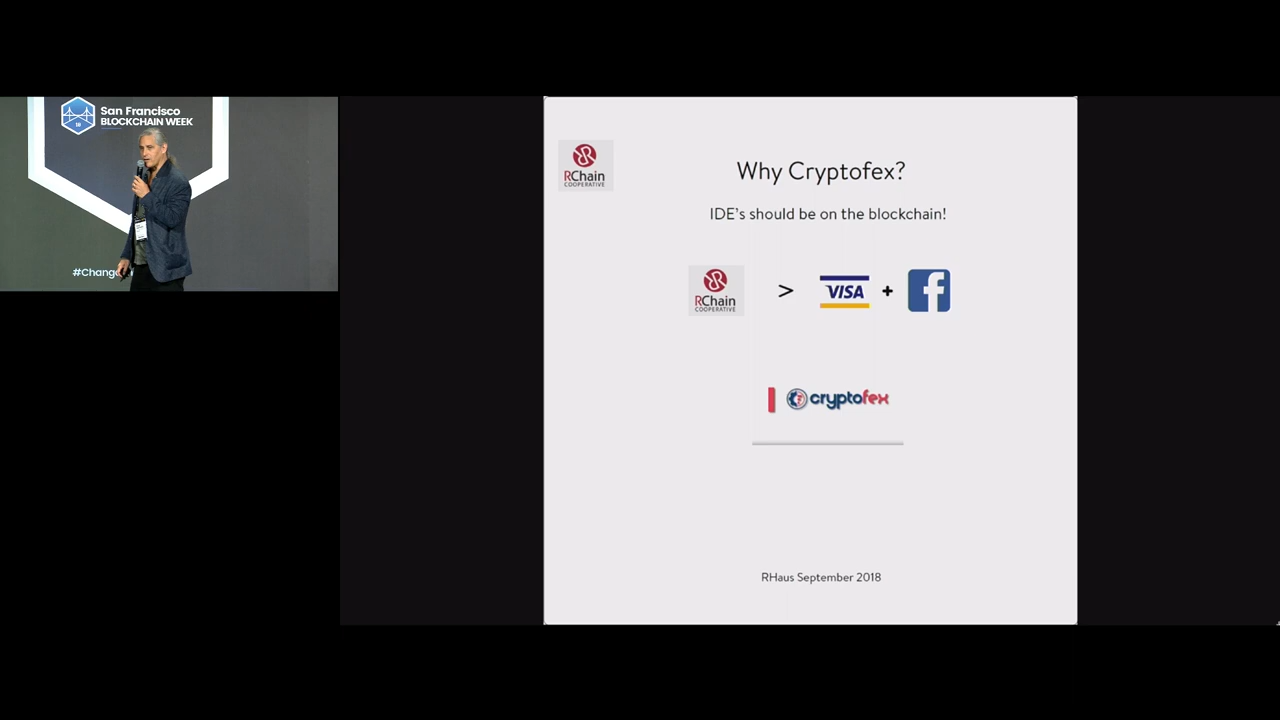 San Francisco
BLOCKCHAIN WEEK
#Chang
RChain
COOPERATIVE
Why Cryptofex?
IDE's should be on the blockchain!
RChain
COOPERATIVE
>
VISA
+
f
cryptofex
RHaus September 2018